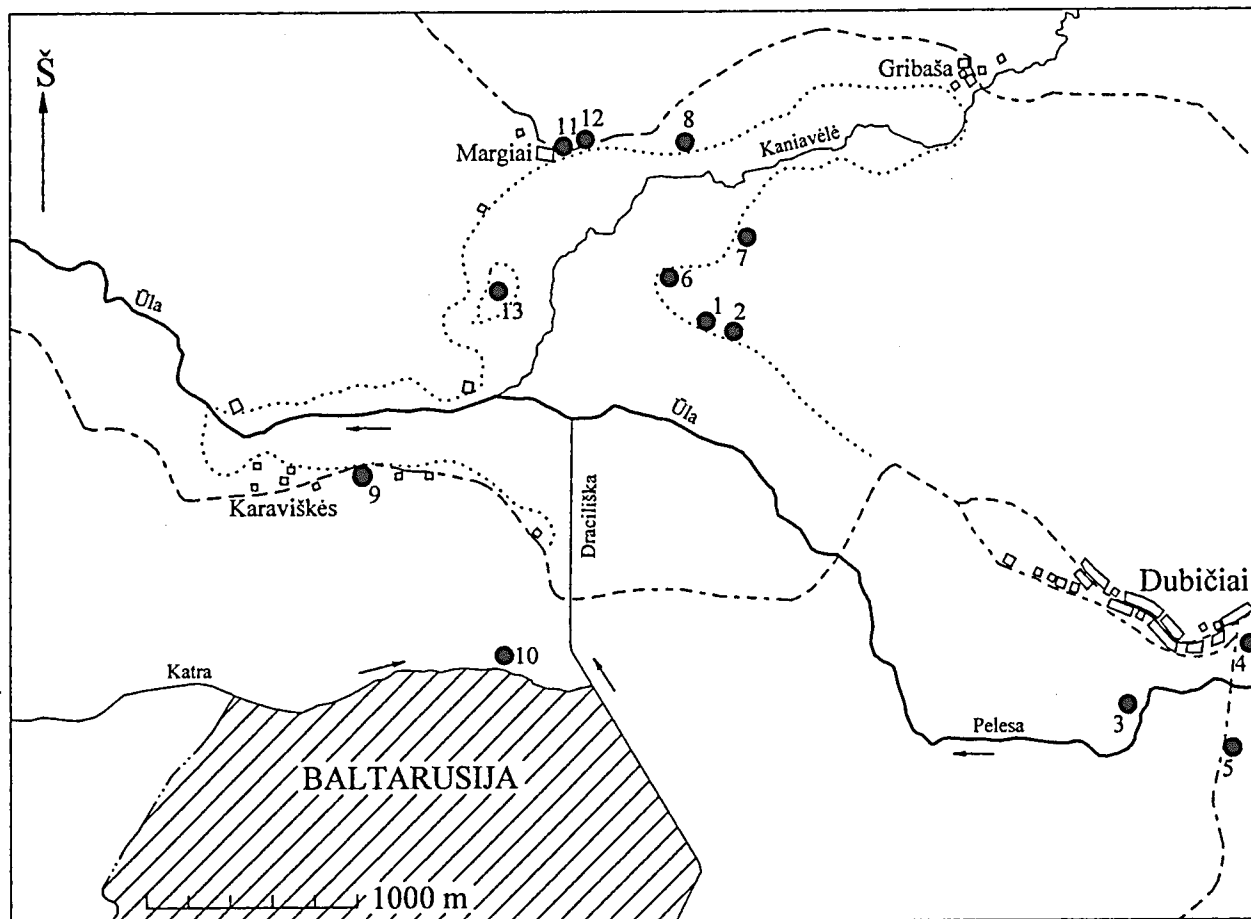 Š
Gribaša
11
12
8
Margiai
Kaniavėlė
7
6
13
1
2
Ūla
Ūla
9
Karaviškės
Draciliška
Dubičiai
4
10
Katra
3
Pelesa
5
BALTARUSIJA
1000 m